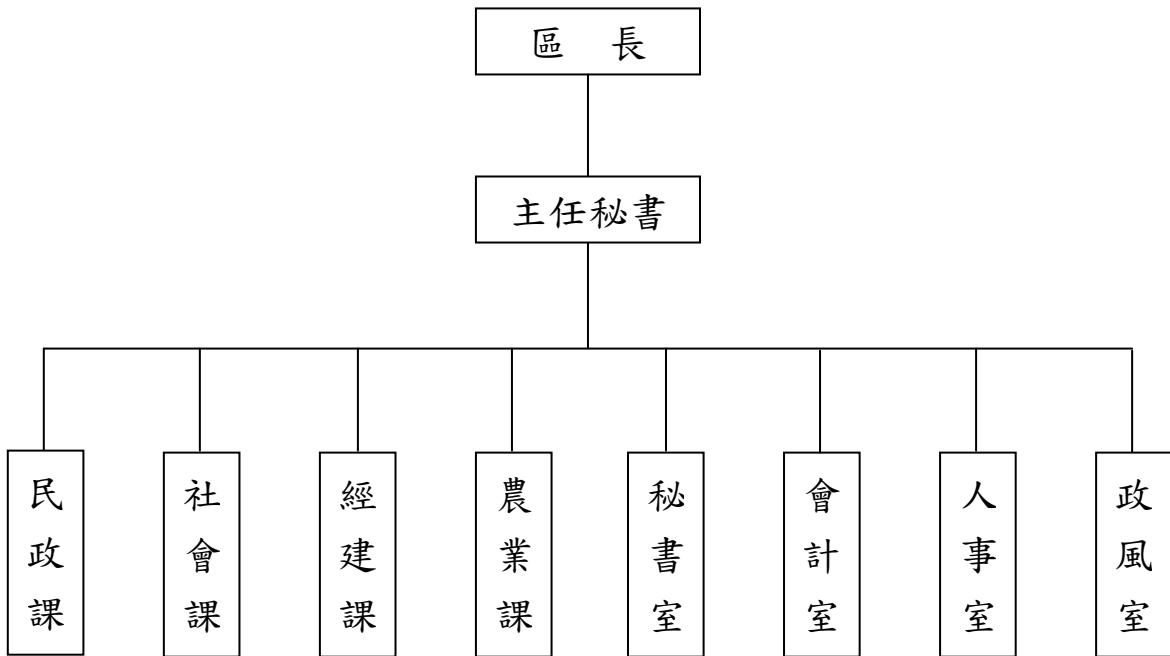 區 長
主任秘書
民政課
社會課
經建課
農業課
秘書室
會計室
人事室
政風室